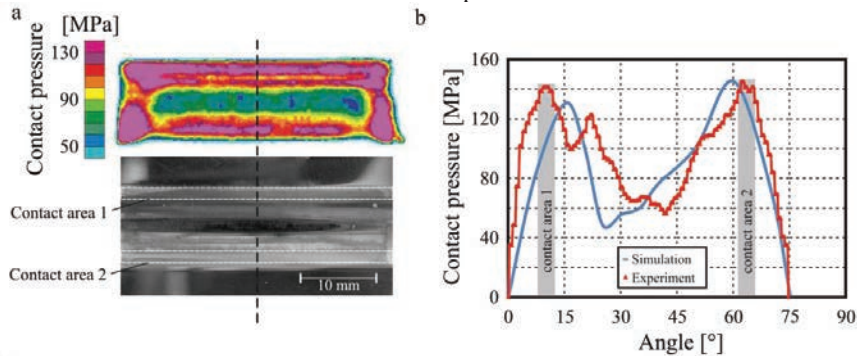 a
[MPa]
130
90
50
Contact pressure
Contact area 1
Contact area 2
10 mm
b
160
120
80
40
0
Contact pressure [MPa]
contact area 1
contact area 2
Simulation
Experiment
0 15 30 45 60 75 90
Angle [°]